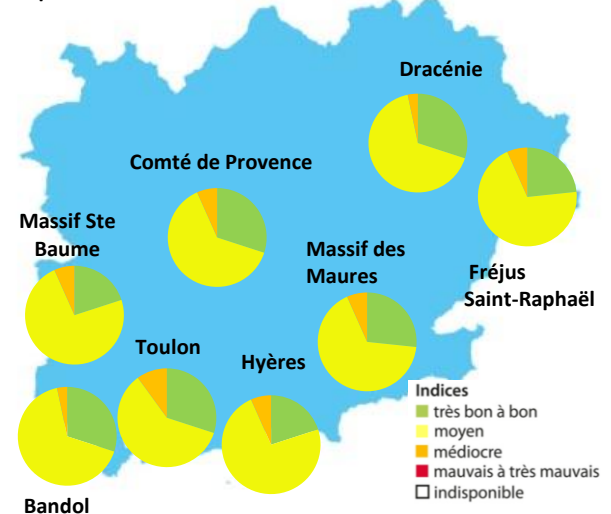 Dracénie
Comté de Provence
Massif Ste
Baume
Massif des
Maures
Fréjus
Saint-Raphaël
Toulon
Hyères
Bandol
Indices
très bon à bon
moyen
médiocre
mauvais à très mauvais
indisponible